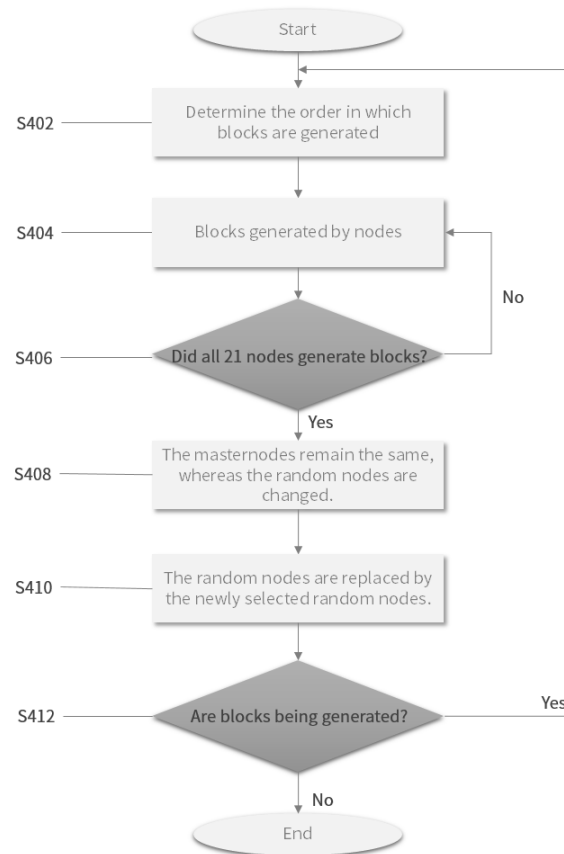 Start
S402
Determine the order in which
blocks are generated
S404
Blocks generated by nodes
No
S406
Did all 21 nodes generate blocks?
Yes
S408
The masternodes remain the same,
whereas the random nodes are
changed.
S410
The random nodes are replaced by
the newly selected random nodes.
S412
Are blocks being generated?
Yes
No
End